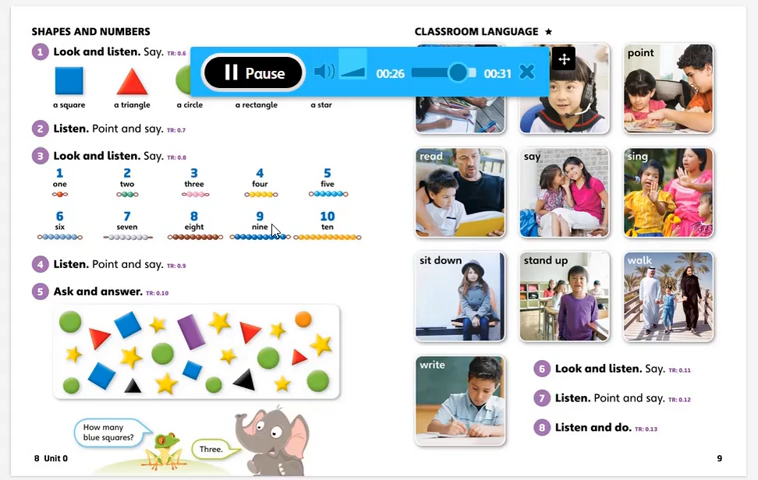 SHAPES AND NUMBERS
1 Look and listen. Say. TR: 0.6
a square a triangle a circle a rectangle a star
2 Listen. Point and say. TR: 0.7
3 Look and listen. Say. TR: 0.8
1 2 3 4 5
one two three four five
6 7 8 9 10
six seven eight nine ten
4 Listen. Point and say. TR: 0.9
5 Ask and answer. TR: 0.10
How many
blue squares?
Three.
8 Unit 0
Pause 00:26 00:31
CLASSROOM LANGUAGE ★
point
read say sing
sit down stand up walk
write
6 Look and listen. Say. TR: 0.11
7 Listen. Point and say. TR: 0.12
8 Listen and do. TR: 0.13
9